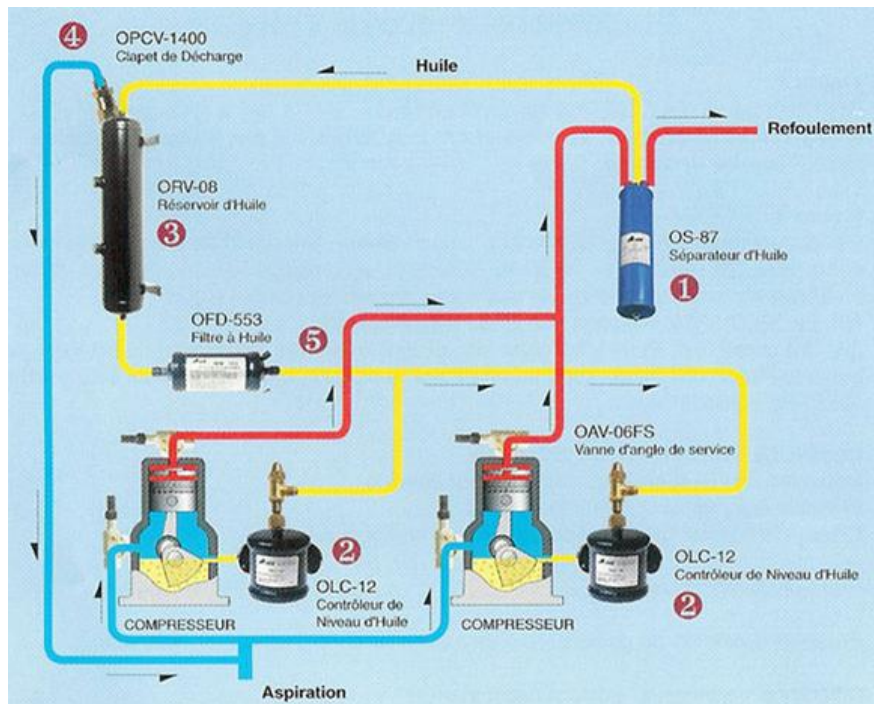 4
OPCV-1400
Clapet de Décharge
Huile
Refoulement
ORV-08
Réservoir d'Huile
3
OS-87
Séparateur d'Huile
1
OFD-553
Filtre à Huile
5
OAV-06FS
Vanne d'angle de service
2
OLC-12
Contrôleur de
Niveau d'Huile
OLC-12
Contrôleur de Niveau d'Huile
2
COMPRESSEUR
COMPRESSEUR
Aspiration